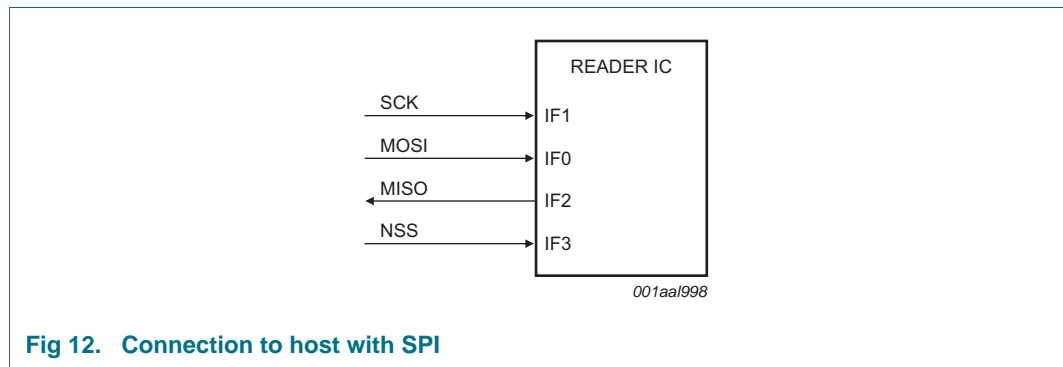 READER IC
SCK
IF1
MOSI
IF0
MISO
IF2
NSS
IF3
001aal998
Fig 12. Connection to host with SPI